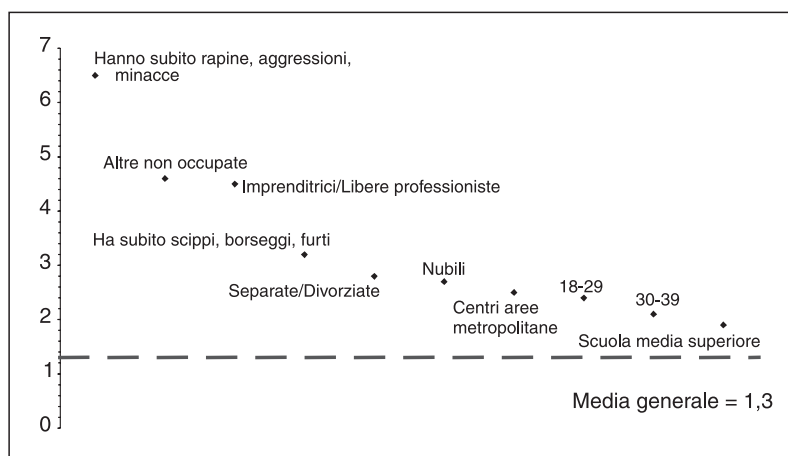 7
Hanno subito rapine, aggressioni,
minacce
6
5
Altre non occupate
Imprenditrici/Libere professioniste
4
Ha subito scippi, borseggi, furti
3
Nubili
Separate/Divorziate
18-29
Centri aree
metropolitane
30-39
2
Scuola media superiore
1
Media generale = 1,3
0